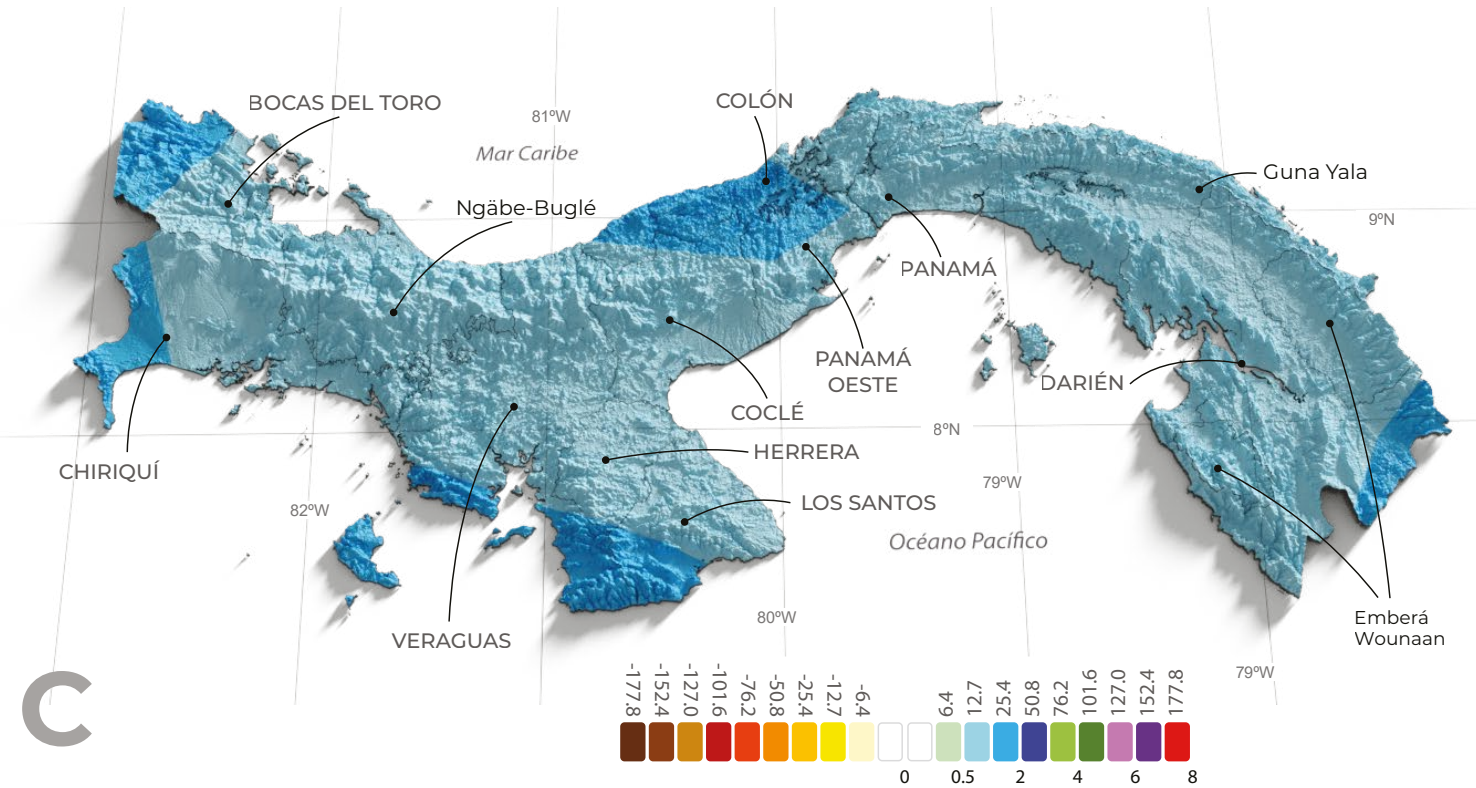 BOCAS DEL TORO
COLÓN
81ºW
Mar Caribe
Guna Yala
Ngäbe-Buglé
9ºN
PANAMÁ
PANAMÁ
OESTE
DARIÉN
COCLÉ
8ºN
HERRERA
CHIRIQUÍ
79ºW
LOS SANTOS
82ºW
Océano Pacífico
80ºW
Emberá
Wounaan
VERAGUAS
79ºW
C
-177.8 -152.4 -127.0 -101.6 -76.2 -50.8 -25.4 -12.7 -6.4 6.4 12.7 25.4 50.8 76.2 101.6 127.0 152.4 177.8
0 0.5 2 4 6 8